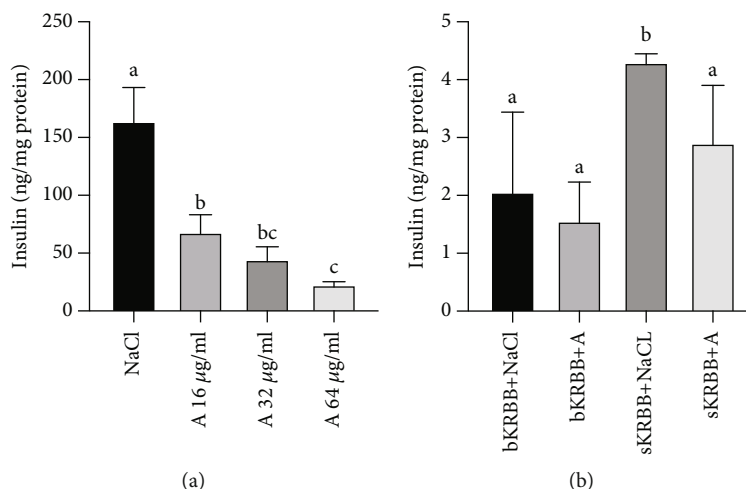 250
200
150
100
50
0
Insulin (ng/mg protein)
a
b
bc
c
NaCl
A 16 μg/ml
A 32 μg/ml
A 64 μg/ml
(a)
5
4
3
2
1
0
Insulin (ng/mg protein)
a
a
b
a
bKRBB+NaCl
bKRBB+A
sKRBB+NaCL
sKRBB+A
(b)